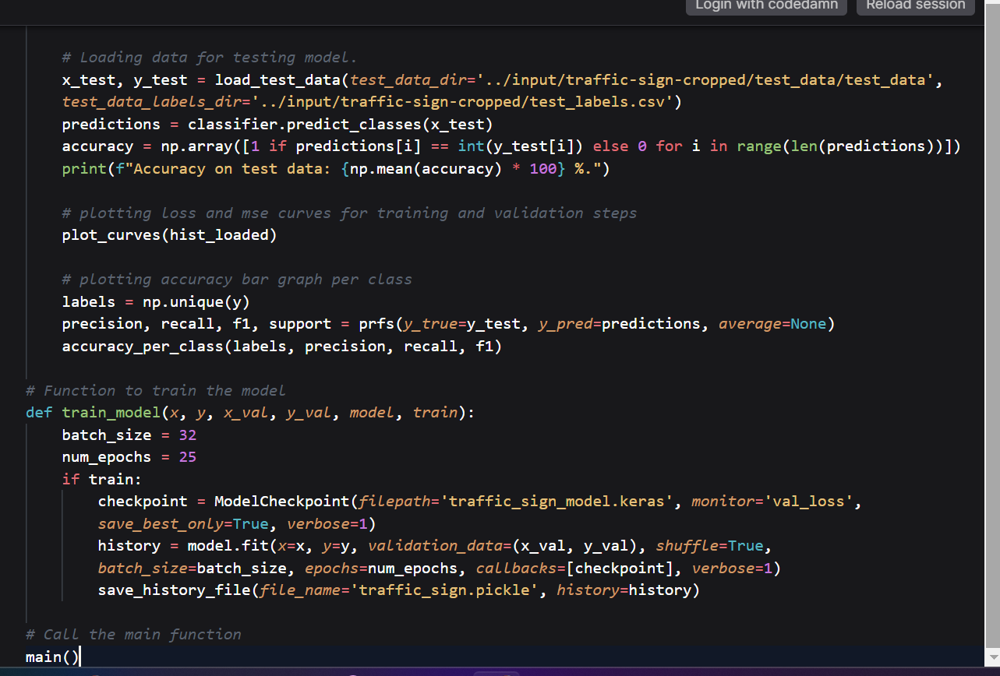 Login with codedamn
Reload session
# Loading data for testing model.
x_test, y_test = load_test_data(test_data_dir='../input/traffic-sign-cropped/test_data/test_data',
test_data_labels_dir='../input/traffic-sign-cropped/test_labels.csv')
predictions = classifier.predict_classes(x_test)
accuracy = np.array([1 if predictions[i] == int(y_test[i]) else 0 for i in range(len(predictions))])
print(f"Accuracy on test data: {np.mean(accuracy) * 100} %.")
# plotting loss and mse curves for training and validation steps
plot_curves(hist_loaded)
# plotting accuracy bar graph per class
labels = np.unique(y)
precision, recall, f1, support = prfs(y_true=y_test, y_pred=predictions, average=None)
accuracy_per_class(labels, precision, recall, f1)
# Function to train the model
def train_model(x, y, x_val, y_val, model, train):
batch_size = 32
num_epochs = 25
if train:
checkpoint = ModelCheckpoint(filepath='traffic_sign_model.keras', monitor='val_loss',
save_best_only=True, verbose=1)
history = model.fit(x=x, y=y, validation_data=(x_val, y_val), shuffle=True,
batch_size=batch_size, epochs=num_epochs, callbacks=[checkpoint], verbose=1)
save_history_file(file_name='traffic_sign.pickle', history=history)
# Call the main function
main()